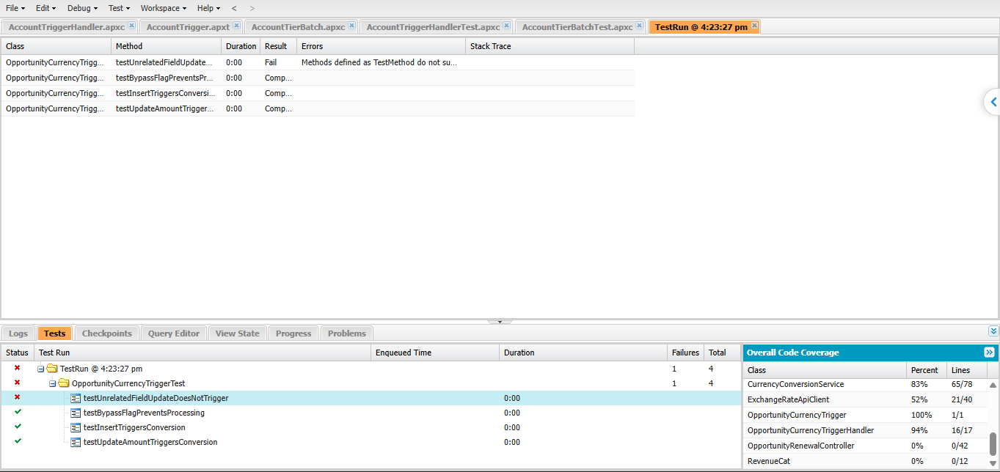 File Edit Debug Test Workspace Help < >
AccountTriggerHandler.apxc AccountTrigger.apxt AccountTierBatch.apxc AccountTriggerHandlerTest.apxc AccountTierBatchTest.apxc TestRun @ 4:23:27 pm
Class Method Duration Result Errors Stack Trace
OpportunityCurrencyTrigg... testUnrelatedFieldUpdate... 0:00 Fail Methods defined as TestMethod do not su...
OpportunityCurrencyTrigg... testBypassFlagPreventsPr... 0:00 Comp...
OpportunityCurrencyTrigg... testInsertTriggersConversi... 0:00 Comp...
OpportunityCurrencyTrigg... testUpdateAmountTrigger... 0:00 Comp...
Logs Tests Checkpoints Query Editor View State Progress Problems
Status Test Run Enqueued Time Duration Failures Total
TestRun @ 4:23:27 pm 1 4
OpportunityCurrencyTriggerTest 1 4
testUnrelatedFieldUpdateDoesNotTrigger 0:00
testBypassFlagPreventsProcessing 0:00
testInsertTriggersConversion 0:00
testUpdateAmountTriggersConversion 0:00
Overall Code Coverage
Class Percent Lines
CurrencyConversionService 83% 65/78
ExchangeRateApiClient 52% 21/40
OpportunityCurrencyTrigger 100% 1/1
OpportunityCurrencyTriggerHandler 94% 16/17
OpportunityRenewalController 0% 0/42
RevenueCat 0% 0/12